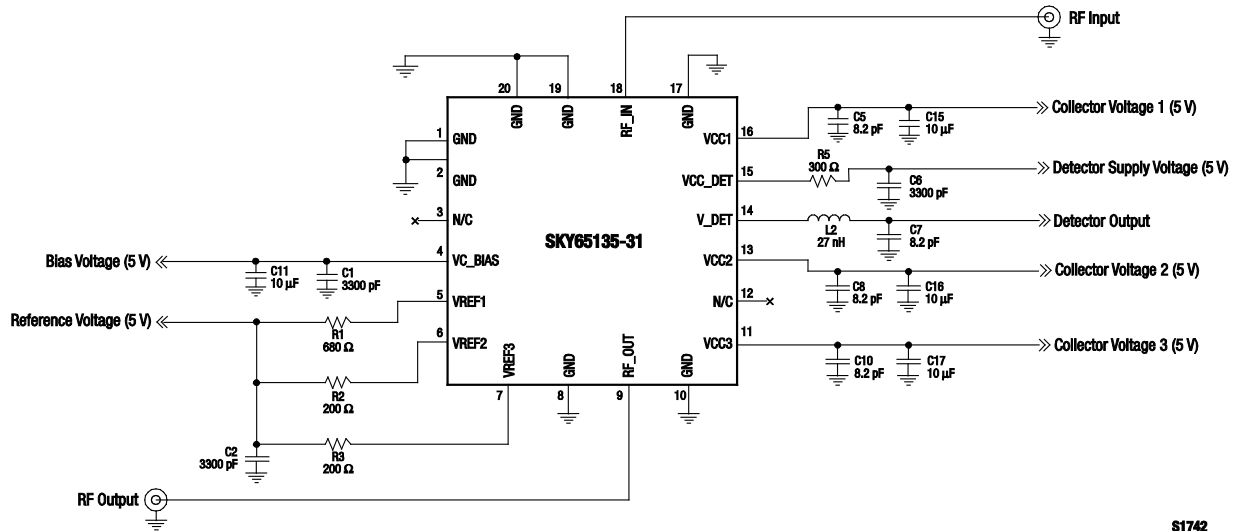 RF Input
20
19
18
17
GND
GND
RF_IN
GND
1
GND
2
GND
3
N/C
4
VC_BIAS
5
VREF1
6
VREF2
VREF3
7
GND
8
RF_OUT
9
GND
10
SKY65135-31
VCC1
16
VCC_DET
15
V_DET
14
VCC2
13
N/C
12
VCC3
11
C5
8.2 pF
C15
10 µF
Collector Voltage 1 (5 V)
R5
300 Ω
C6
3300 pF
Detector Supply Voltage (5 V)
L2
27 nH
C7
8.2 pF
Detector Output
C8
8.2 pF
C16
10 µF
Collector Voltage 2 (5 V)
C10
8.2 pF
C17
10 µF
Collector Voltage 3 (5 V)
Bias Voltage (5 V)
C11
10 µF
C1
3300 pF
Reference Voltage (5 V)
R1
680 Ω
R2
200 Ω
C2
3300 pF
R3
200 Ω
RF Output
S1742